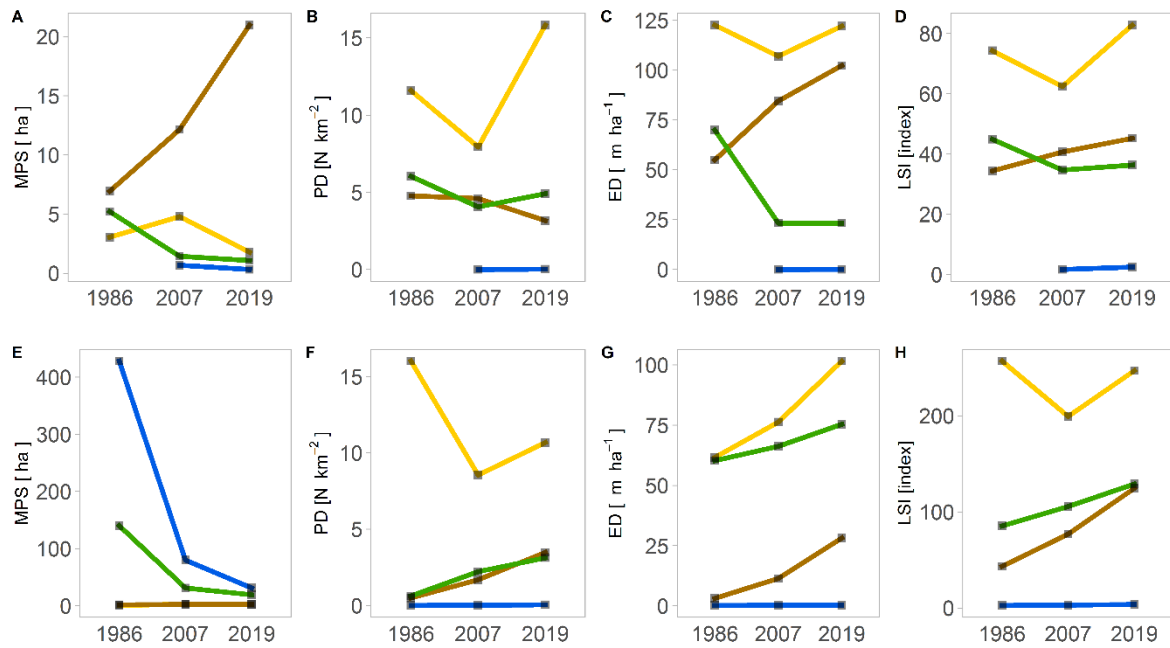 A
MPS [ ha ]
20
15
10
5
0
1986 2007 2019
B
PD [ N km⁻² ]
15
10
5
0
1986 2007 2019
C
ED [ m ha⁻¹ ]
125
100
75
50
25
0
1986 2007 2019
D
LSI [index]
80
60
40
20
0
1986 2007 2019
E
MPS [ ha ]
400
300
200
100
0
1986 2007 2019
F
PD [ N km⁻² ]
15
10
5
0
1986 2007 2019
G
ED [ m ha⁻¹ ]
100
75
50
25
0
1986 2007 2019
H
LSI [index]
200
100
0
1986 2007 2019